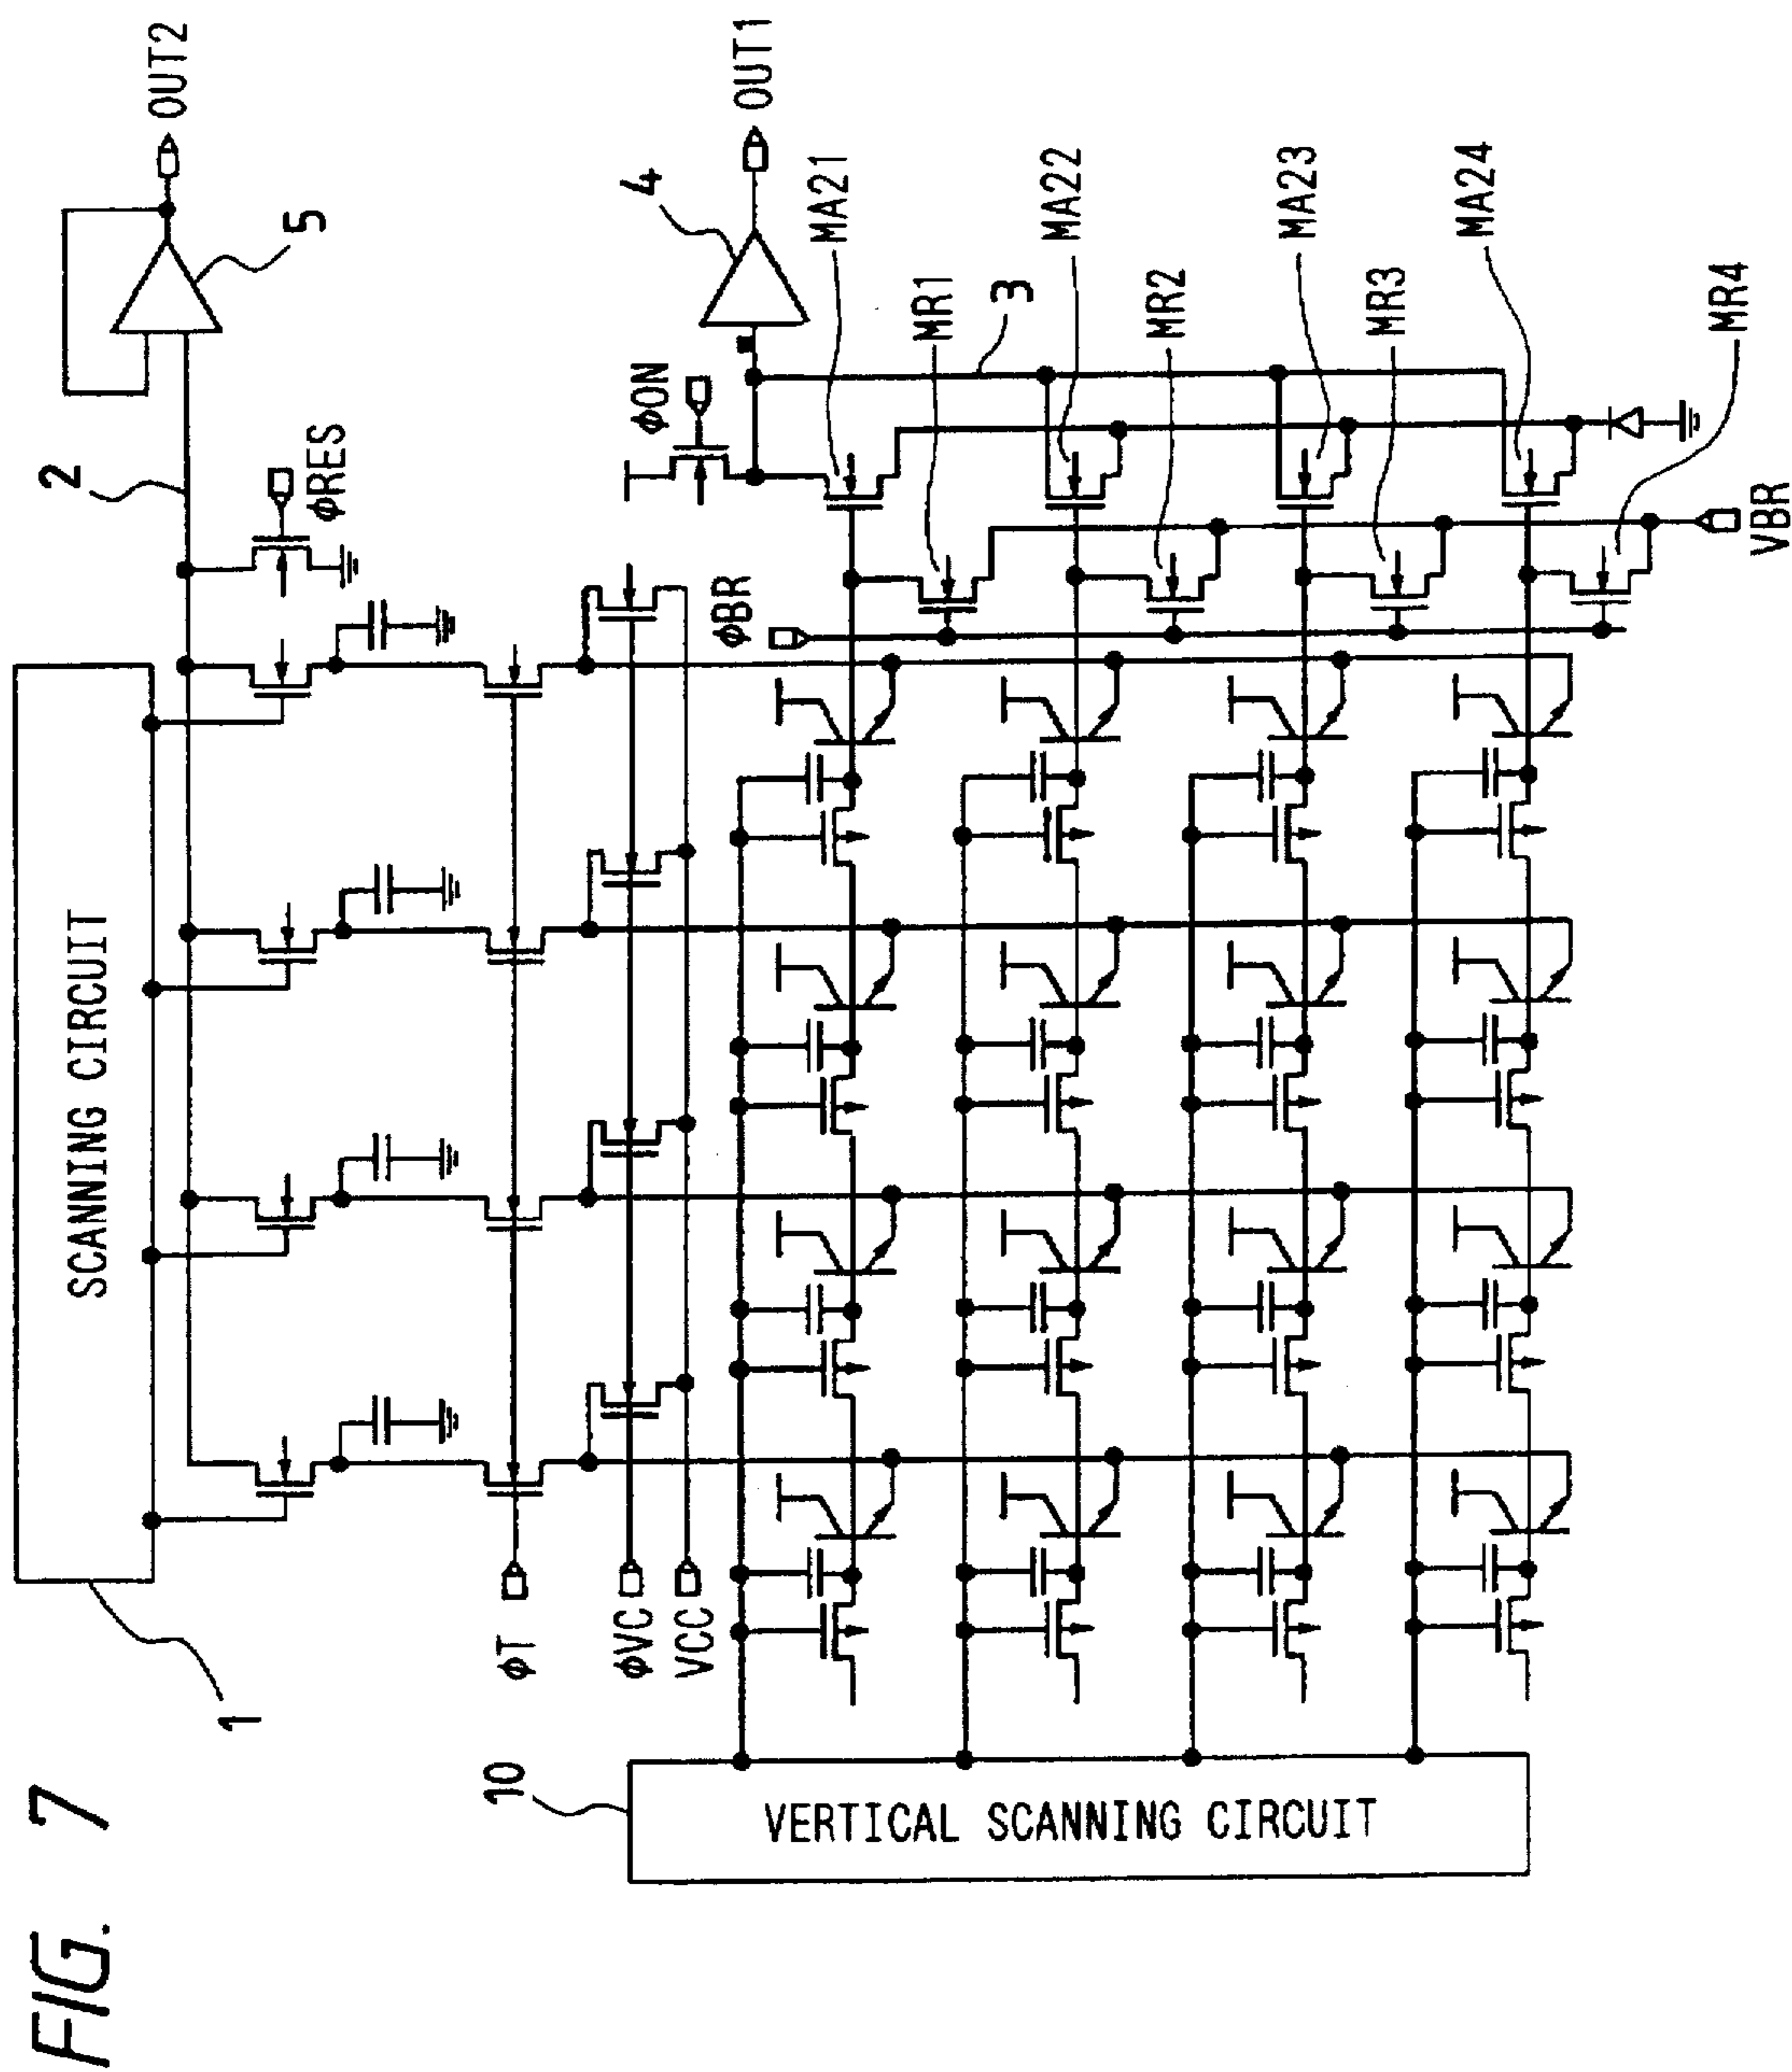 FIG. 7
SCANNING CIRCUIT
1
2
5
OUT2
φRES
φT
φVC
VCC
φBR
φON
4
OUT1
MA21
MR1
3
MA22
MR2
MA23
MR3
MA24
MR4
VBR
10
VERTICAL SCANNING CIRCUIT